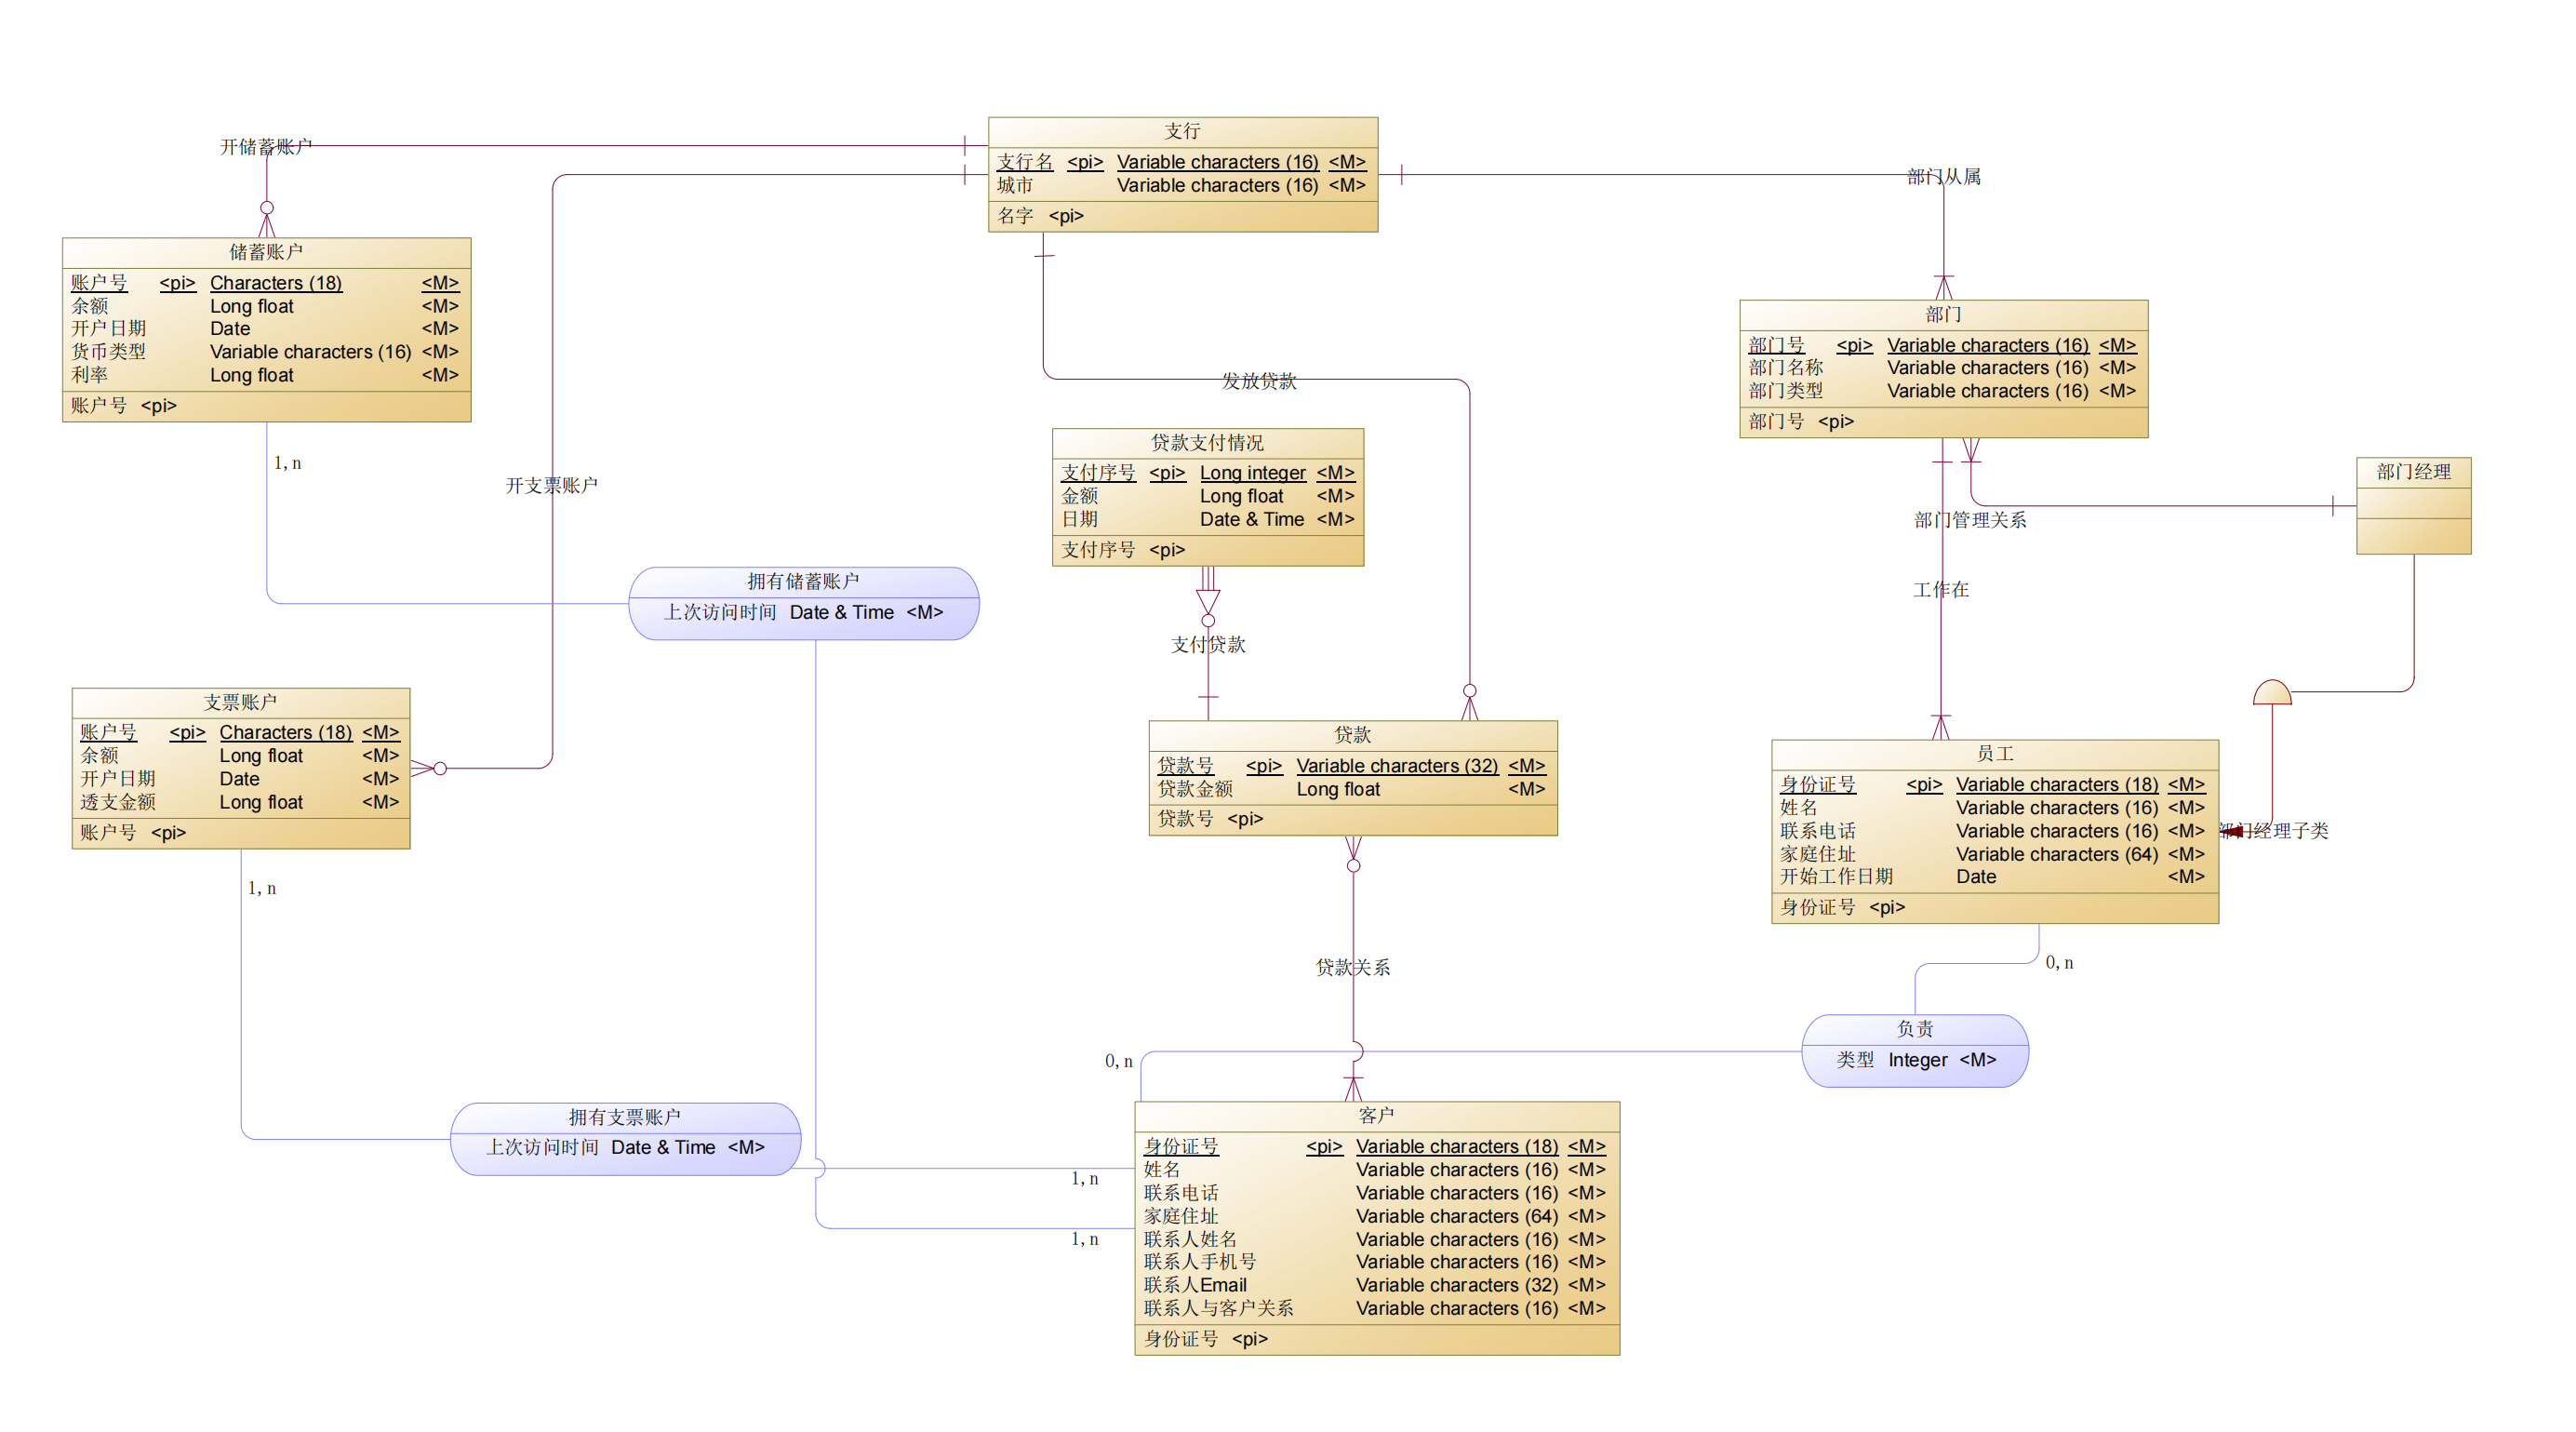 支行
支行名 <pi> Variable characters (16) <M>
城市 Variable characters (16) <M>
名字 <pi>
开储蓄账户
部门从属
储蓄账户
账户号 <pi> Characters (18) <M>
余额 Long float <M>
开户日期 Date <M>
货币类型 Variable characters (16) <M>
利率 Long float <M>
账户号 <pi>
部门
部门号 <pi> Variable characters (16) <M>
部门名称 Variable characters (16) <M>
部门类型 Variable characters (16) <M>
部门号 <pi>
发放贷款
贷款支付情况
支付序号 <pi> Long integer <M>
金额 Long float <M>
日期 Date & Time <M>
支付序号 <pi>
1,n
开支票账户
部门经理
部门管理关系
工作在
拥有储蓄账户
上次访问时间 Date & Time <M>
支付贷款
支票账户
账户号 <pi> Characters (18) <M>
余额 Long float <M>
开户日期 Date <M>
透支金额 Long float <M>
账户号 <pi>
贷款
贷款号 <pi> Variable characters (32) <M>
贷款金额 Long float <M>
贷款号 <pi>
员工
身份证号 <pi> Variable characters (18) <M>
姓名 Variable characters (16) <M>
联系电话 Variable characters (16) <M>
家庭住址 Variable characters (64) <M>
开始工作日期 Date <M>
身份证号 <pi>
部门经理子类
1,n
贷款关系
0,n
负责
类型 Integer <M>
0,n
拥有支票账户
上次访问时间 Date & Time <M>
1,n
1,n
客户
身份证号 <pi> Variable characters (18) <M>
姓名 Variable characters (16) <M>
联系电话 Variable characters (16) <M>
家庭住址 Variable characters (64) <M>
联系人姓名 Variable characters (16) <M>
联系人手机号 Variable characters (16) <M>
联系人Email Variable characters (32) <M>
联系人与客户关系 Variable characters (16) <M>
身份证号 <pi>